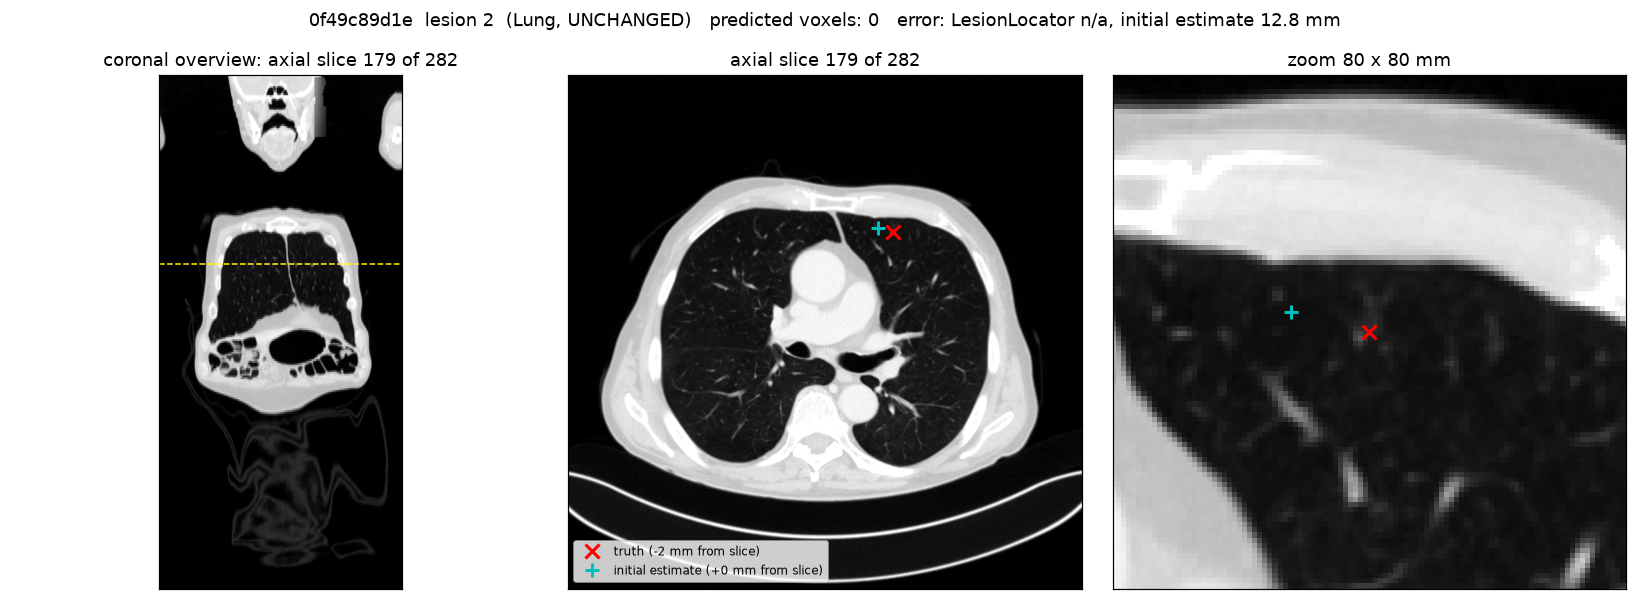 0f49c89d1e  lesion 2  (Lung, UNCHANGED)   predicted voxels: 0   error: LesionLocator n/a, initial estimate 12.8 mm
coronal overview: axial slice 179 of 282
axial slice 179 of 282
zoom 80 x 80 mm
truth (-2 mm from slice)
initial estimate (+0 mm from slice)